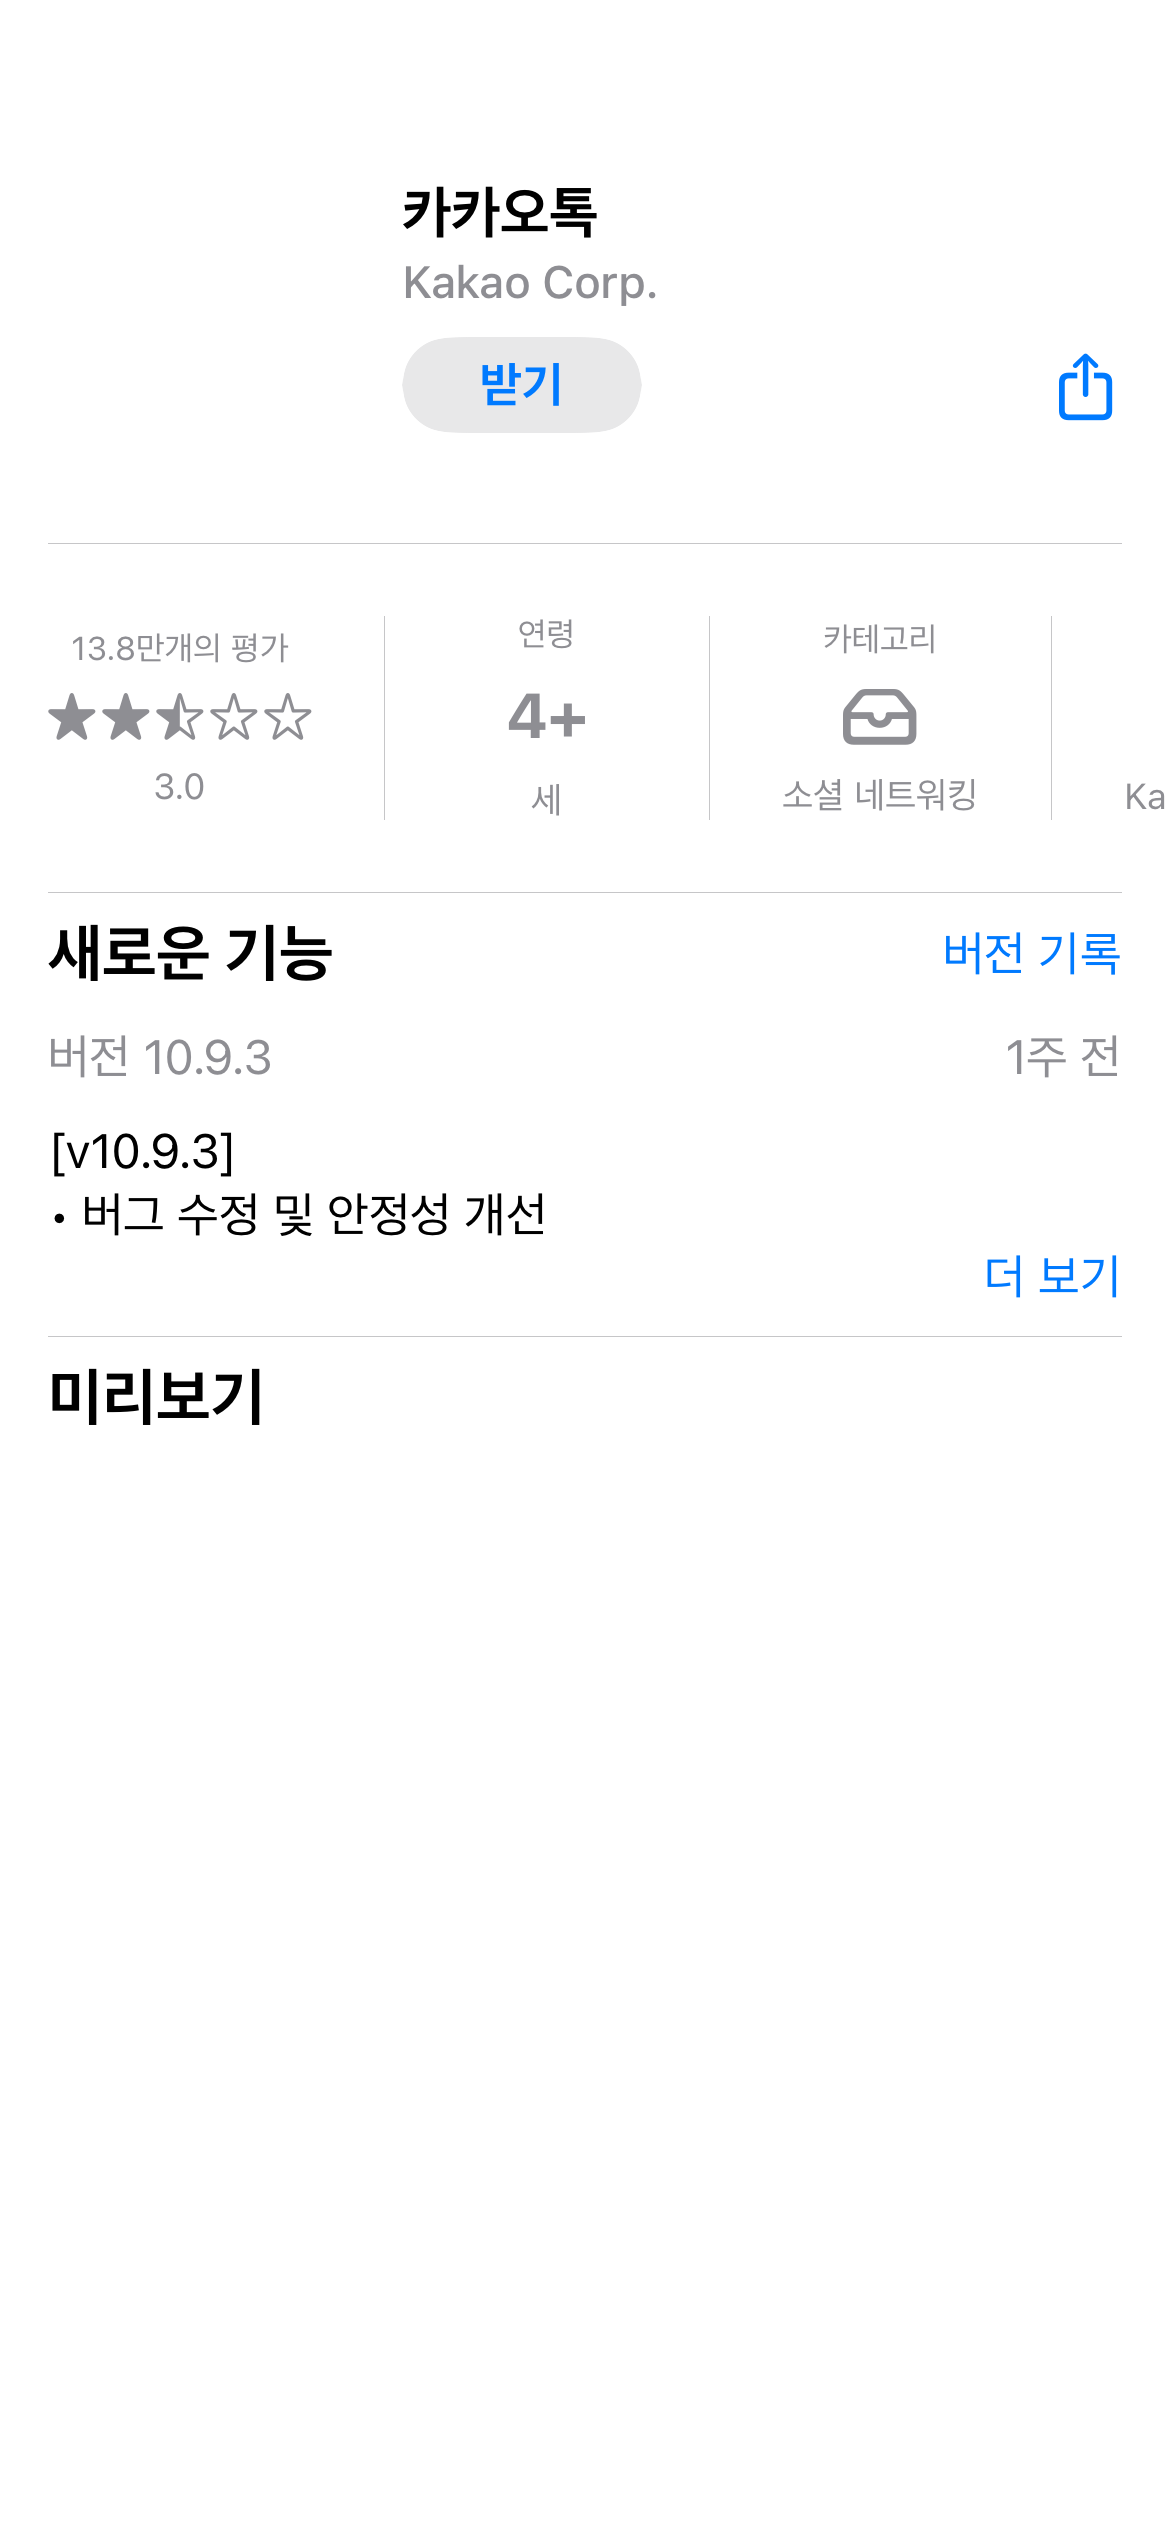 카카오톡
Kakao Corp.
받기
13.8만개의 평가
3.0
연령
4+
세
카테고리
소셜 네트워킹
Ka
새로운 기능
버전 기록
버전 10.9.3
1주 전
[v10.9.3]
• 버그 수정 및 안정성 개선
더 보기
미리보기